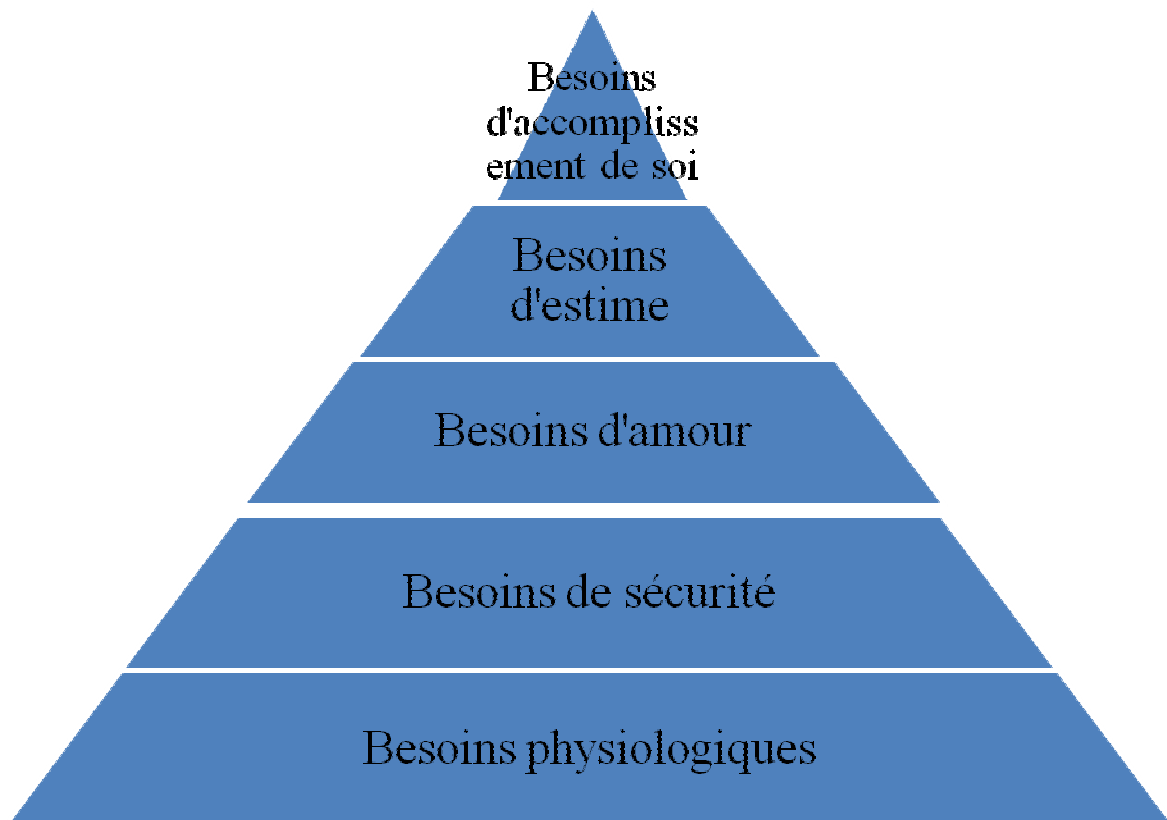 Besoins
d'accompliss
ement de soi
Besoins
d'estime
Besoins d'amour
Besoins de sécurité
Besoins physiologiques